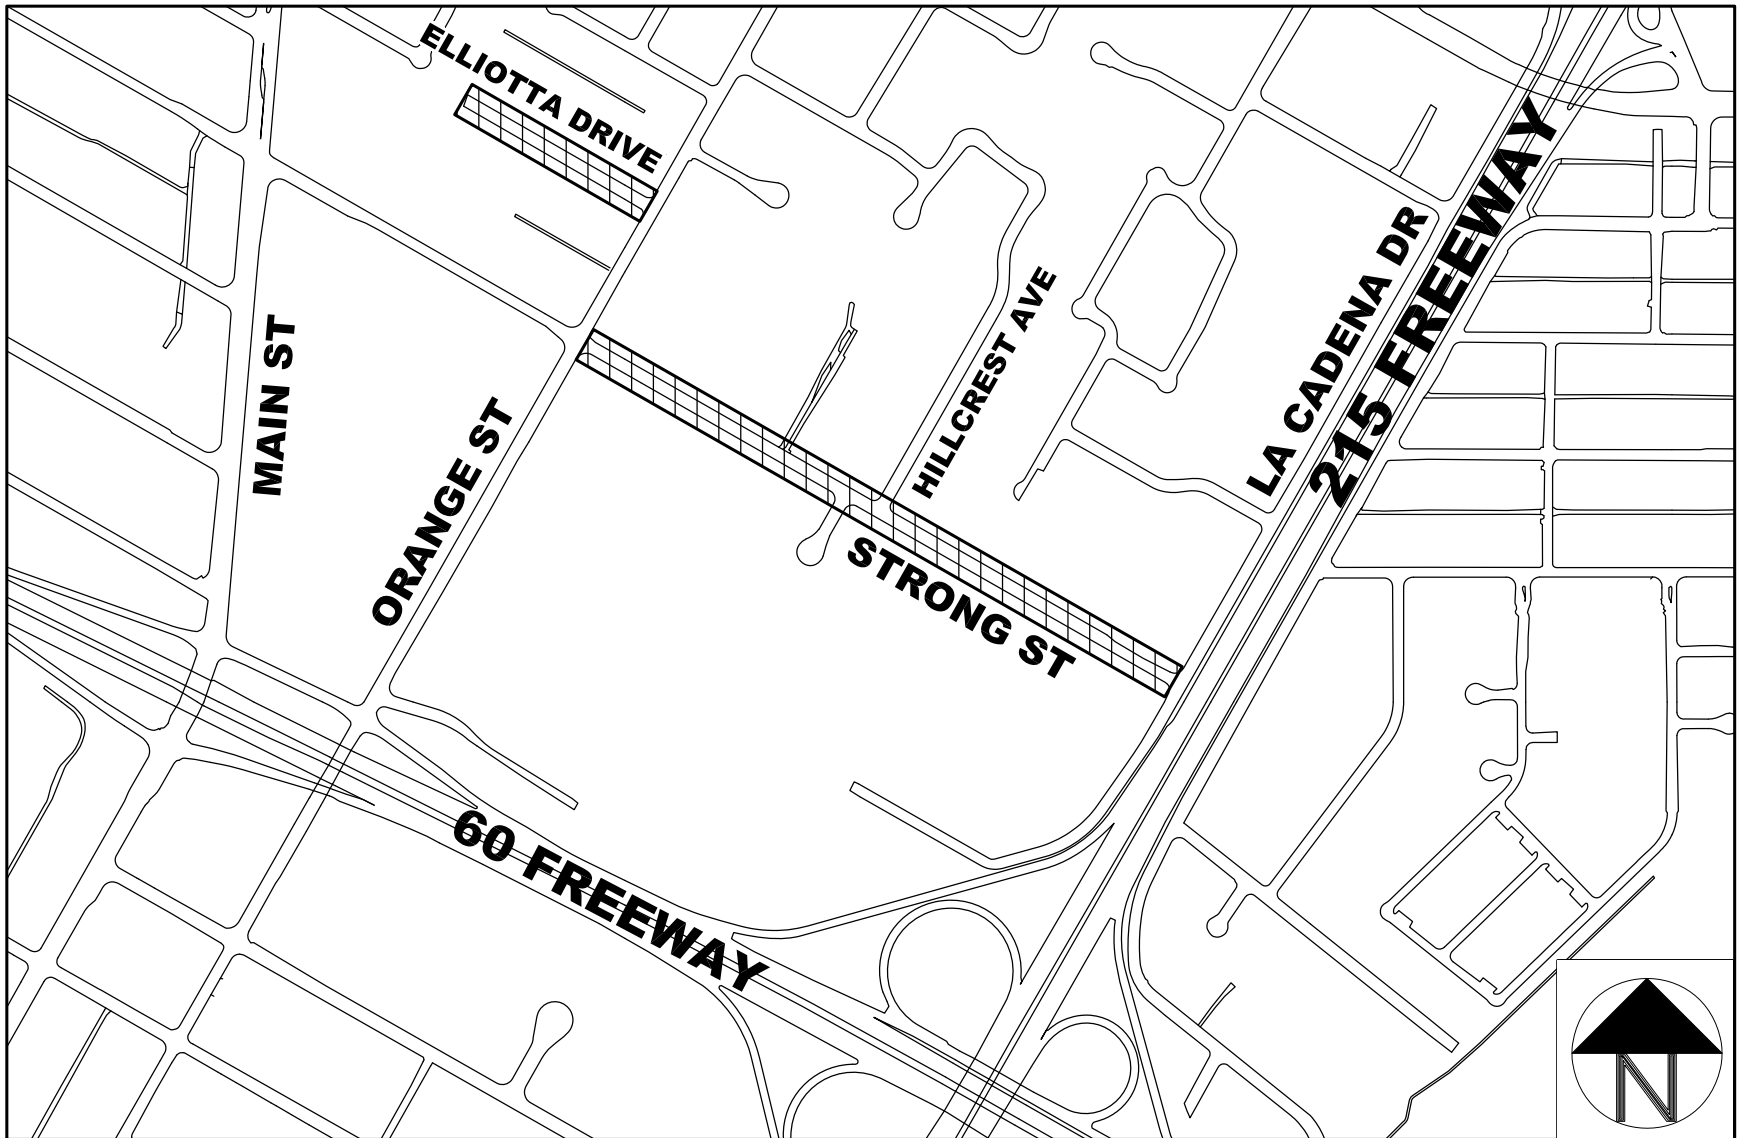 ELLIOTTA DRIVE
MAIN ST
ORANGE ST
HILLCREST AVE
LA CADENA DR
215 FREEWAY
STRONG ST
60 FREEWAY
N